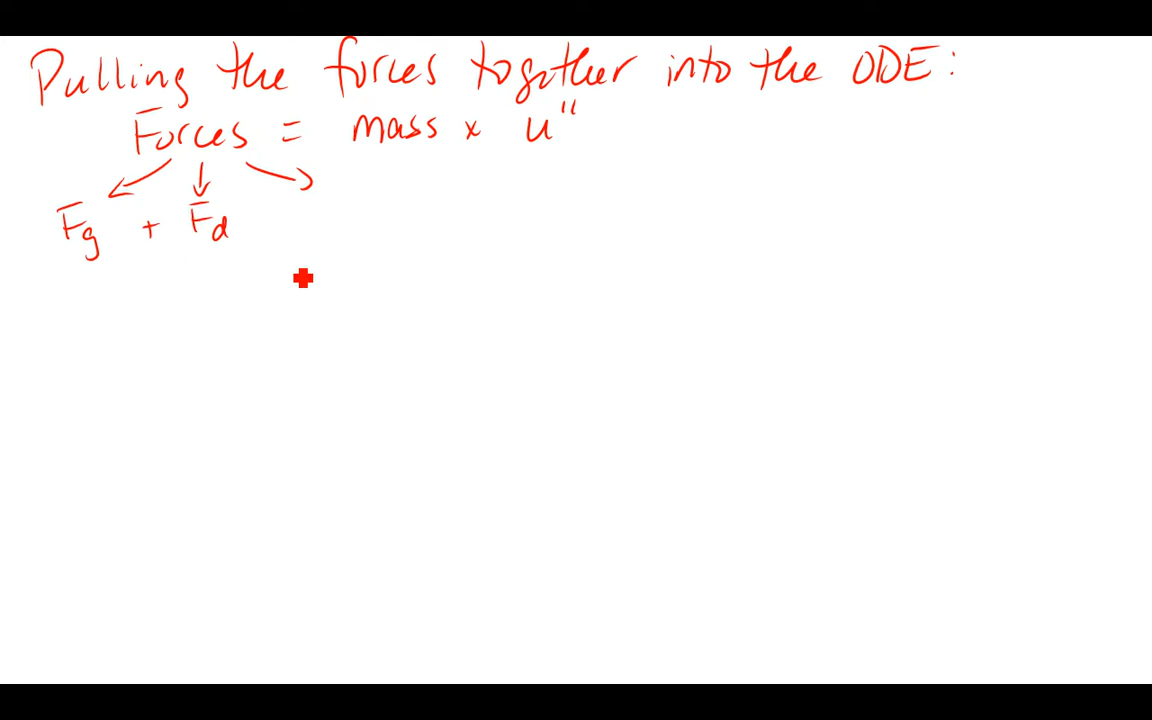 Pulling the forces together into the ODE:
Forces = mass x u"
Fg + Fd